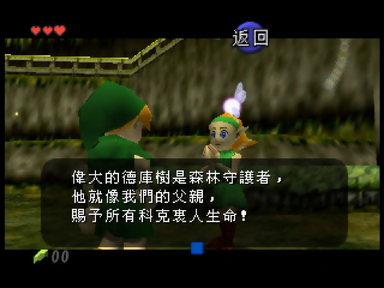 返回
偉大的德庫樹是森林守護者，
他就像我們的父親，
賜予所有科克裏人生命！
00